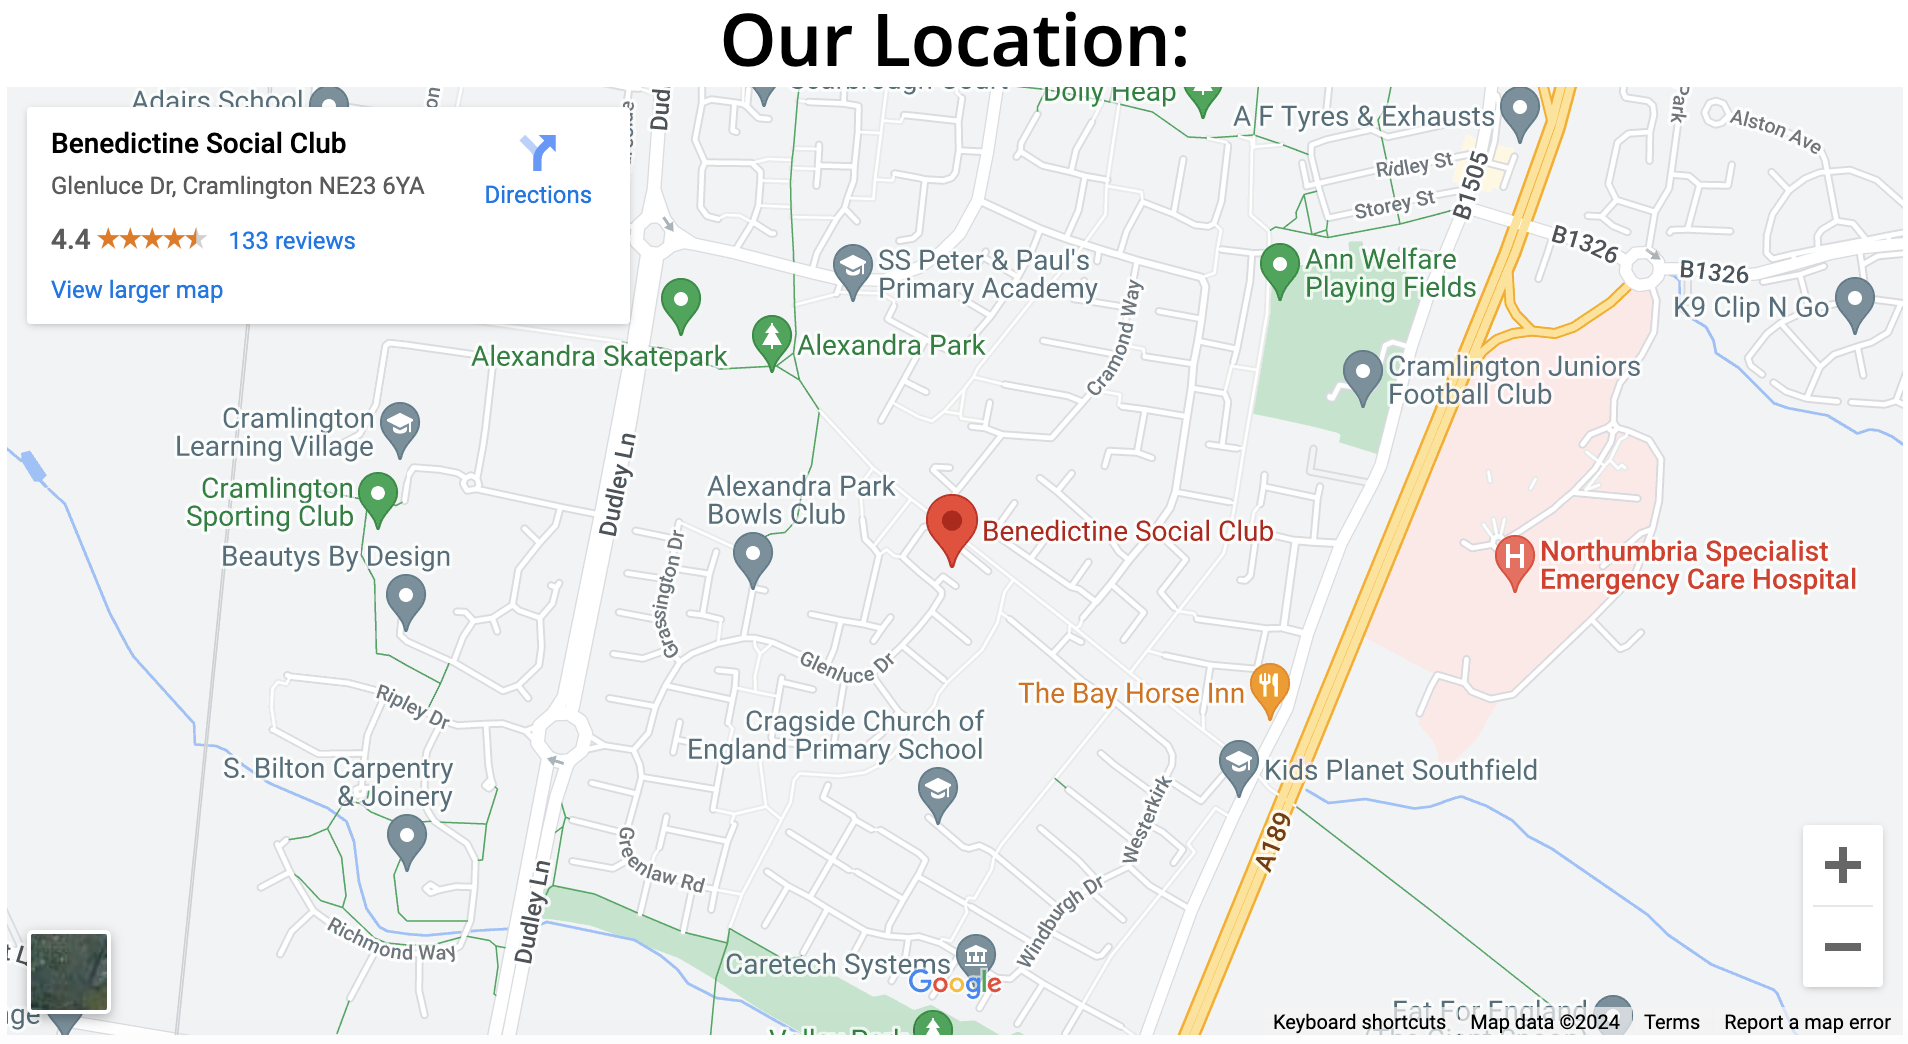 Our Location:
Adairs School
Benedictine Social Club
Glenluce Dr, Cramlington NE23 6YA
4.4
133 reviews
View larger map
Directions
Dud
Dolly Heap
A F Tyres & Exhausts
Park
Alston Ave
Ridley St
Storey St
B1505
B1326
B1326
K9 Clip N Go
SS Peter & Paul's
Primary Academy
Ann Welfare
Playing Fields
Cramond Way
Alexandra Skatepark
Alexandra Park
Cramlington Juniors
Football Club
Cramlington
Learning Village
Cramlington
Sporting Club
Beautys By Design
Dudley Ln
Alexandra Park
Bowls Club
Benedictine Social Club
Northumbria Specialist
Emergency Care Hospital
Grassington Dr
Glenluce Dr
The Bay Horse Inn
Ripley Dr
Cragside Church of
England Primary School
Kids Planet Southfield
S. Bilton Carpentry
& Joinery
Westerkirk
A189
Greenlaw Rd
Windburgh Dr
Dudley Ln
Richmond Way
Caretech Systems
Google
Valley Park
Eat For England
Keyboard shortcuts
Map data ©2024
Terms
Report a map error